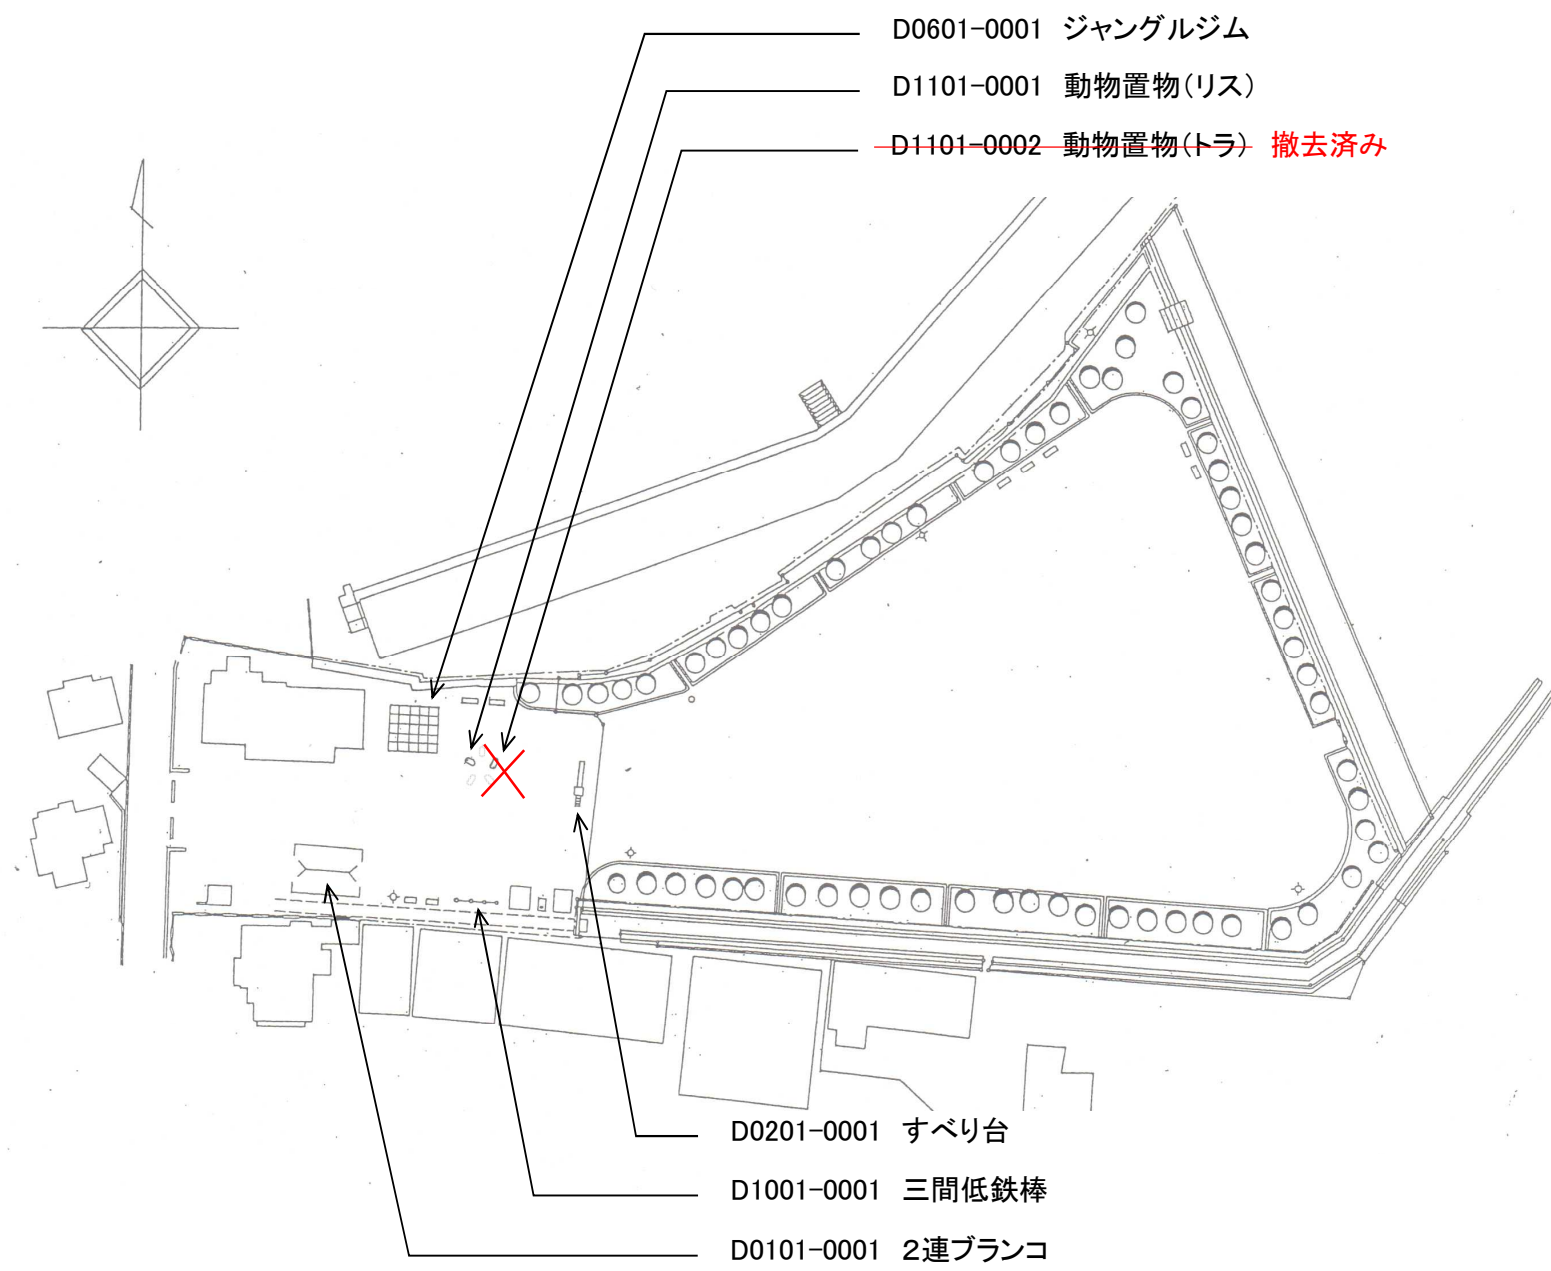 D0601-0001 ジャングルジム
D1101-0001 動物置物(リス)
D1101-0002 動物置物(トラ) 撤去済み
D0201-0001 すべり台
D1001-0001 三間低鉄棒
D0101-0001 2連ブランコ